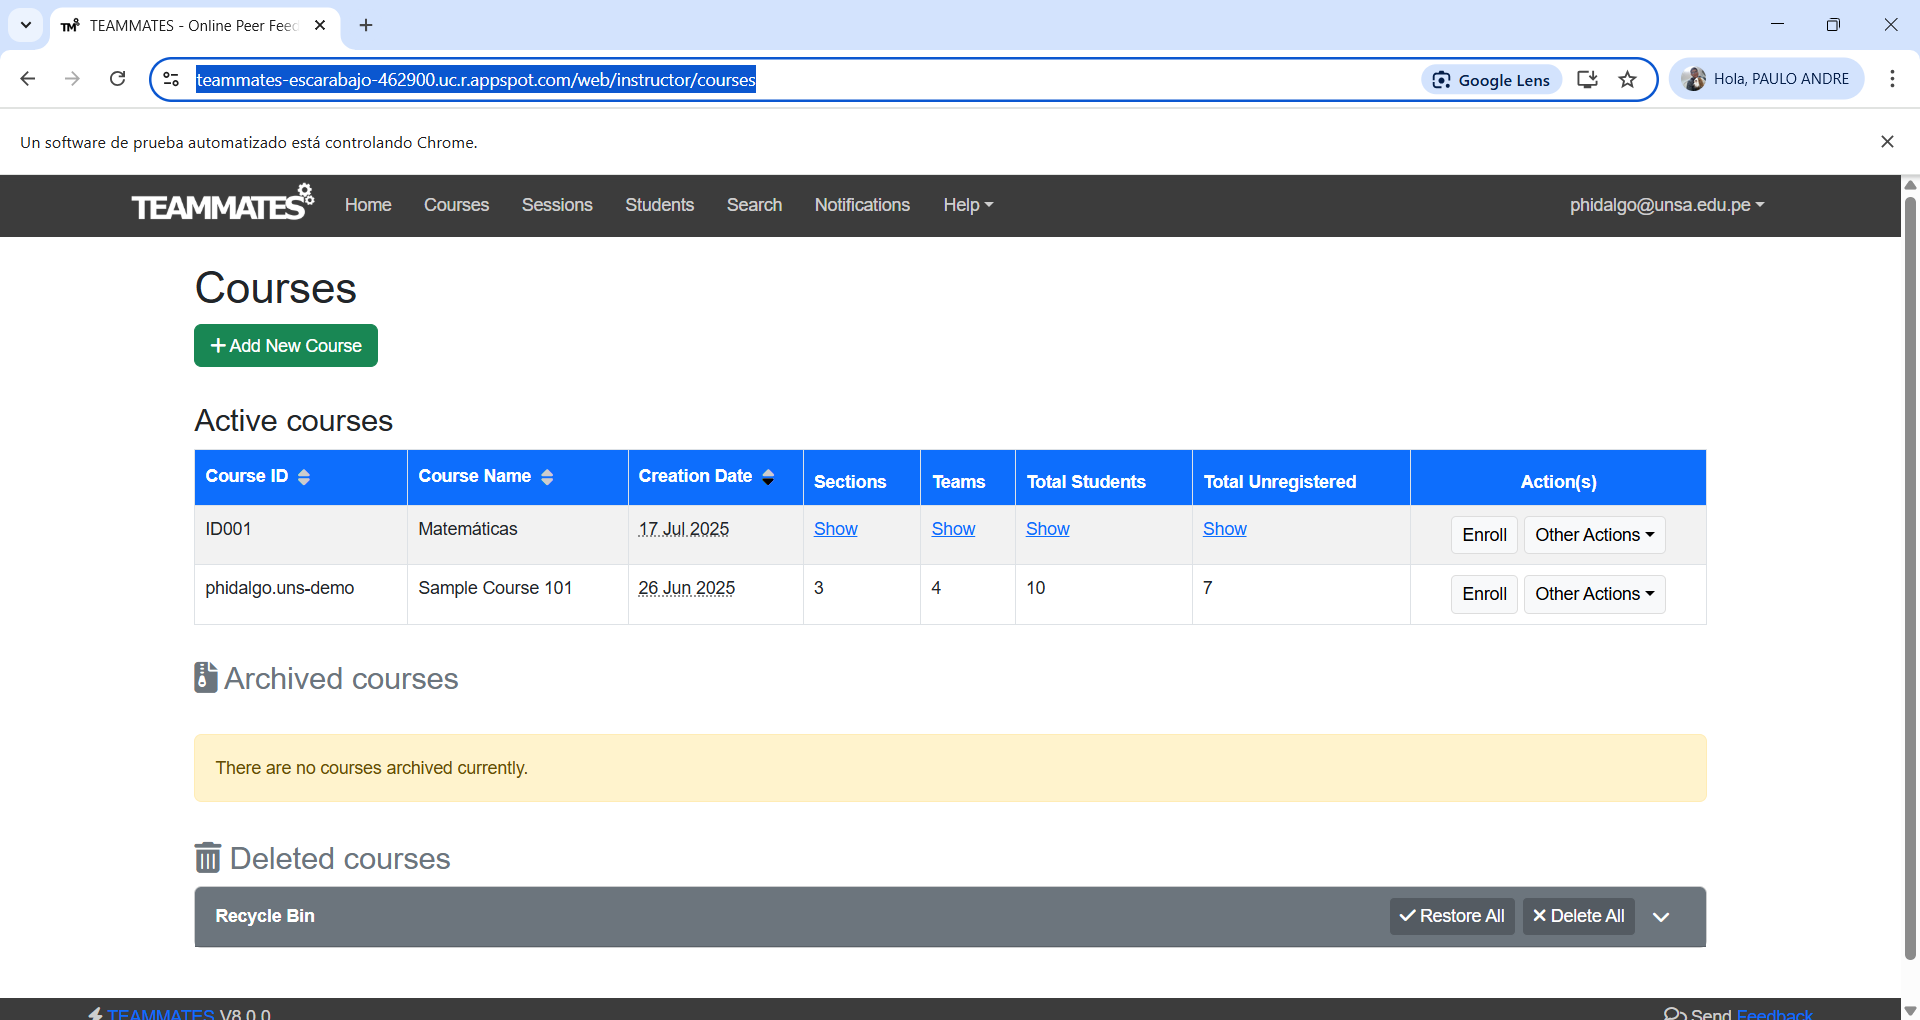 TEAMMATES - Online Peer Feed
teammates-escarabajo-462900.uc.r.appspot.com/web/instructor/courses
Google Lens
Hola, PAULO ANDRE
Un software de prueba automatizado está controlando Chrome.
TEAMMATES Home Courses Sessions Students Search Notifications Help phidalgo@unsa.edu.pe
Courses
+ Add New Course
Active courses
Course ID Course Name Creation Date Sections Teams Total Students Total Unregistered Action(s)
ID001 Matemáticas 17 Jul 2025 Show Show Show Show Enroll Other Actions
phidalgo.uns-demo Sample Course 101 26 Jun 2025 3 4 10 7 Enroll Other Actions
Archived courses
There are no courses archived currently.
Deleted courses
Recycle Bin Restore All Delete All
TEAMMATES V8.0.0 Send Feedback